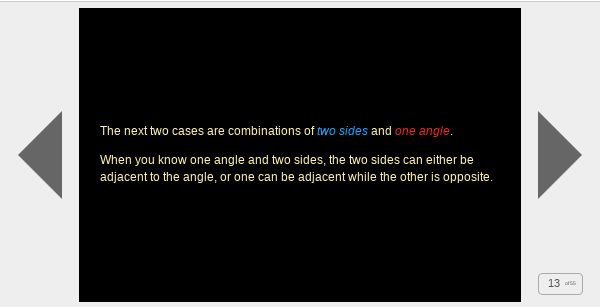 The next two cases are combinations of two sides and one angle.
When you know one angle and two sides, the two sides can either be
adjacent to the angle, or one can be adjacent while the other is opposite.
13